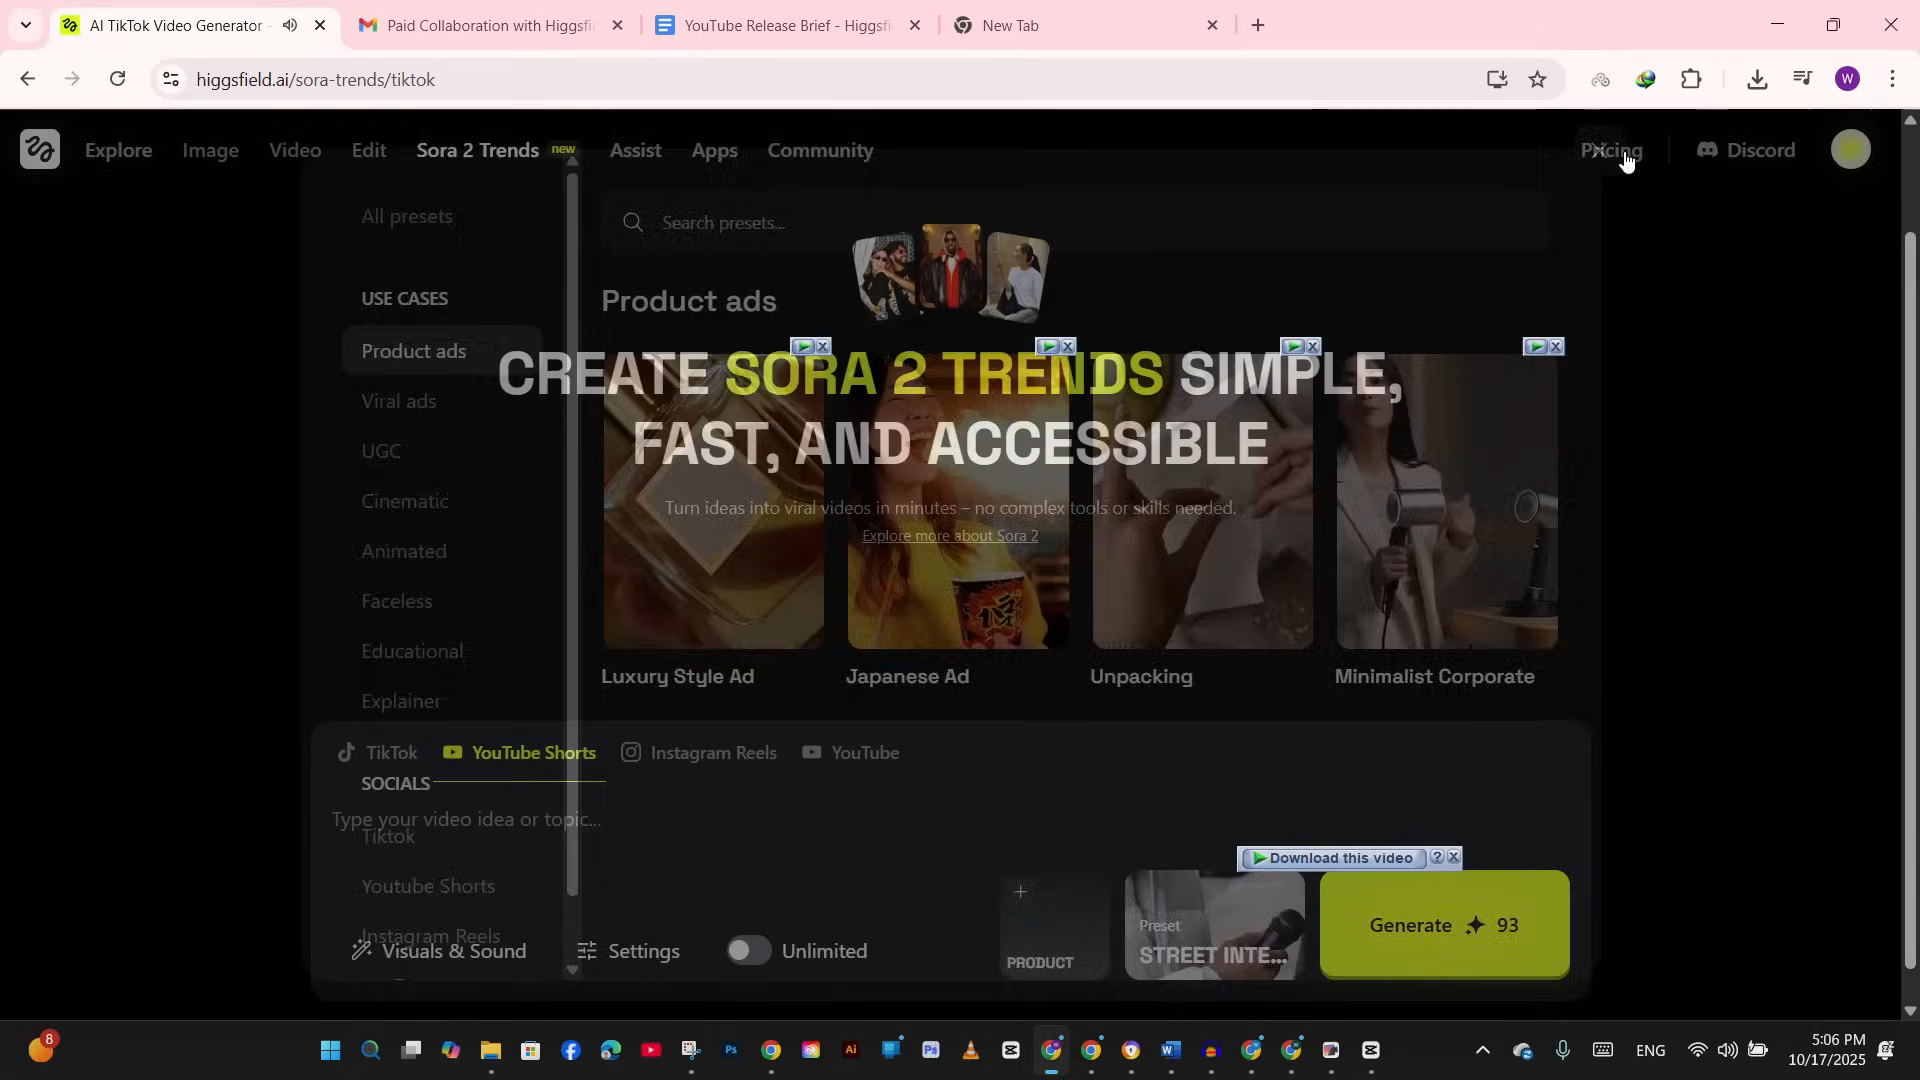 AI TikTok Video Generator -
Paid Collaboration with Higgsfi
YouTube Release Brief - Higgsfi
New Tab
higgsfield.ai/sora-trends/tiktok
W
Explore
Image
Video
Edit
Sora 2 Trends
new
Assist
Apps
Community
Pricing
Discord
All presets
Search presets...
USE CASES
Product ads
Product ads
Viral ads
UGC
Cinematic
Animated
Faceless
Educational
Explainer
CREATE SORA 2 TRENDS SIMPLE,
FAST, AND ACCESSIBLE
Turn ideas into viral videos in minutes – no complex tools or skills needed.
Explore more about Sora 2
Luxury Style Ad
Japanese Ad
Unpacking
Minimalist Corporate
TikTok
YouTube Shorts
Instagram Reels
YouTube
SOCIALS
Type your video idea or topic...
Tiktok
Youtube Shorts
Instagram Reels
Visuals & Sound
Settings
Unlimited
PRODUCT
Preset
STREET INTE...
Download this video
?
Generate
93
8
Ps
Ai
Ps
ENG
5:06 PM
10/17/2025